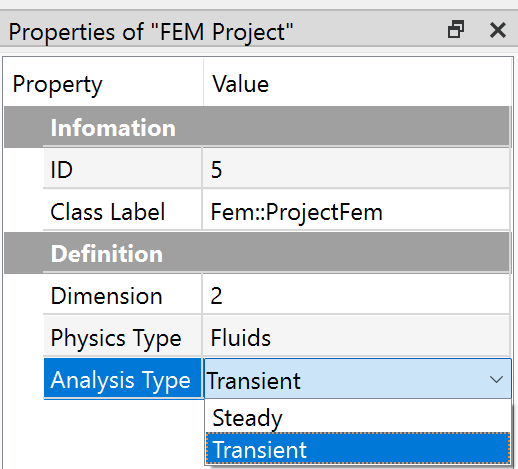 Properties of "FEM Project"
Property Value
Infomation
ID 5
Class Label Fem::ProjectFem
Definition
Dimension 2
Physics Type Fluids
Analysis Type Transient
Steady
Transient